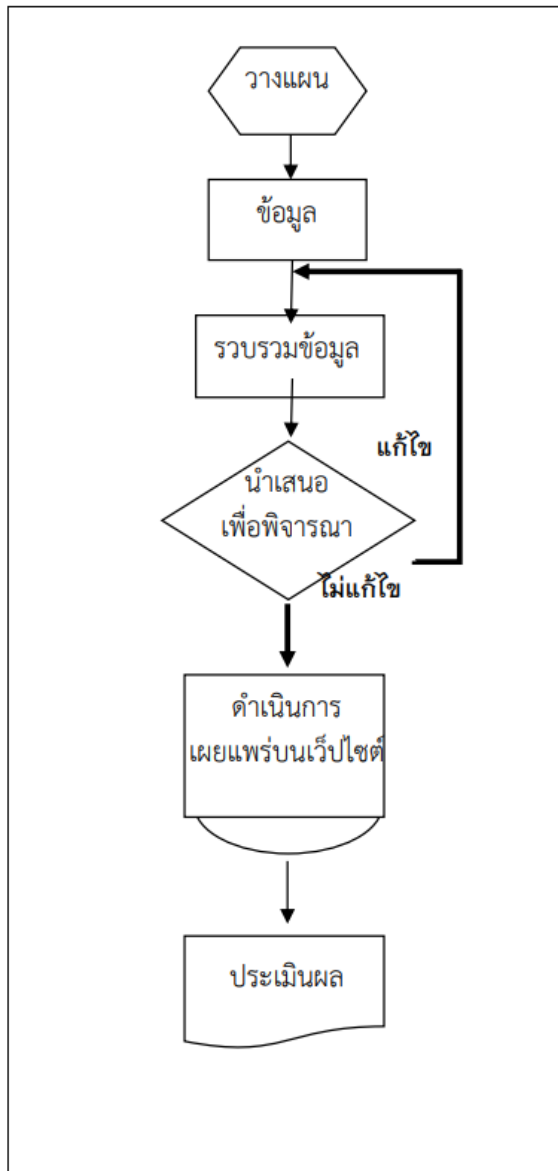 วางแผน
ข้อมูล
รวบรวมข้อมูล
แก้ไข
นำเสนอ
เพื่อพิจารณา
ไม่แก้ไข
ดำเนินการ
เผยแพร่บนเว็ปไซต์
ประเมินผล